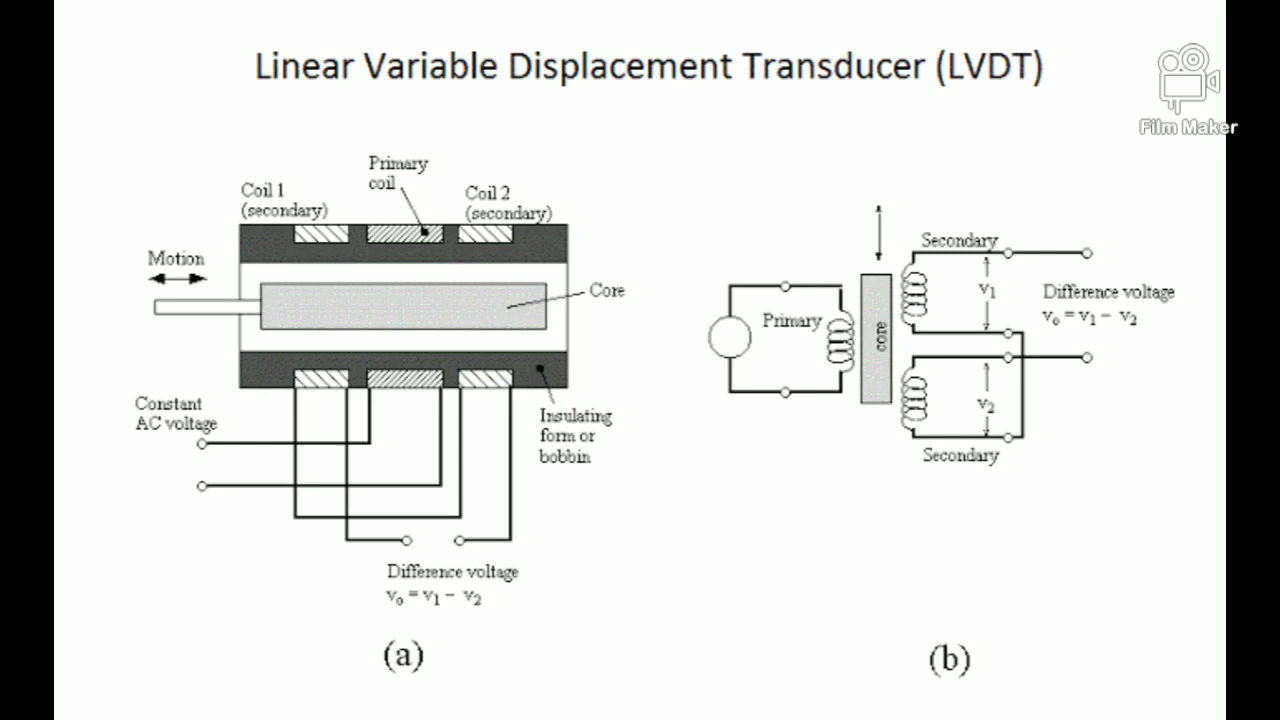 Linear Variable Displacement Transducer (LVDT)
Film Maker
Primary
coil
Coil 1
(secondary)
Coil 2
(secondary)
Motion
Core
Constant
AC voltage
Insulating
form or
bobbin
Difference voltage
v₀ = v₁ − v₂
(a)
Secondary
Primary
core
v₁
Difference voltage
v₀ = v₁ − v₂
v₂
Secondary
(b)